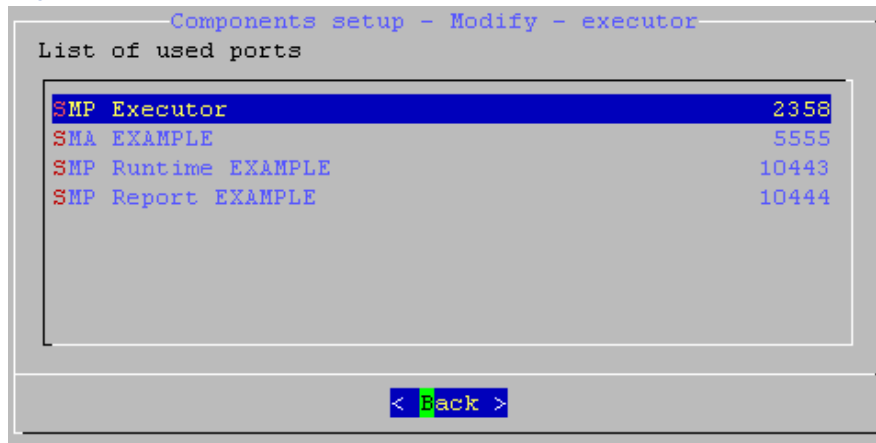 Components setup - Modify - executor
List of used ports
SMP Executor 2358
SMA EXAMPLE 5555
SMP Runtime EXAMPLE 10443
SMP Report EXAMPLE 10444
< Back >